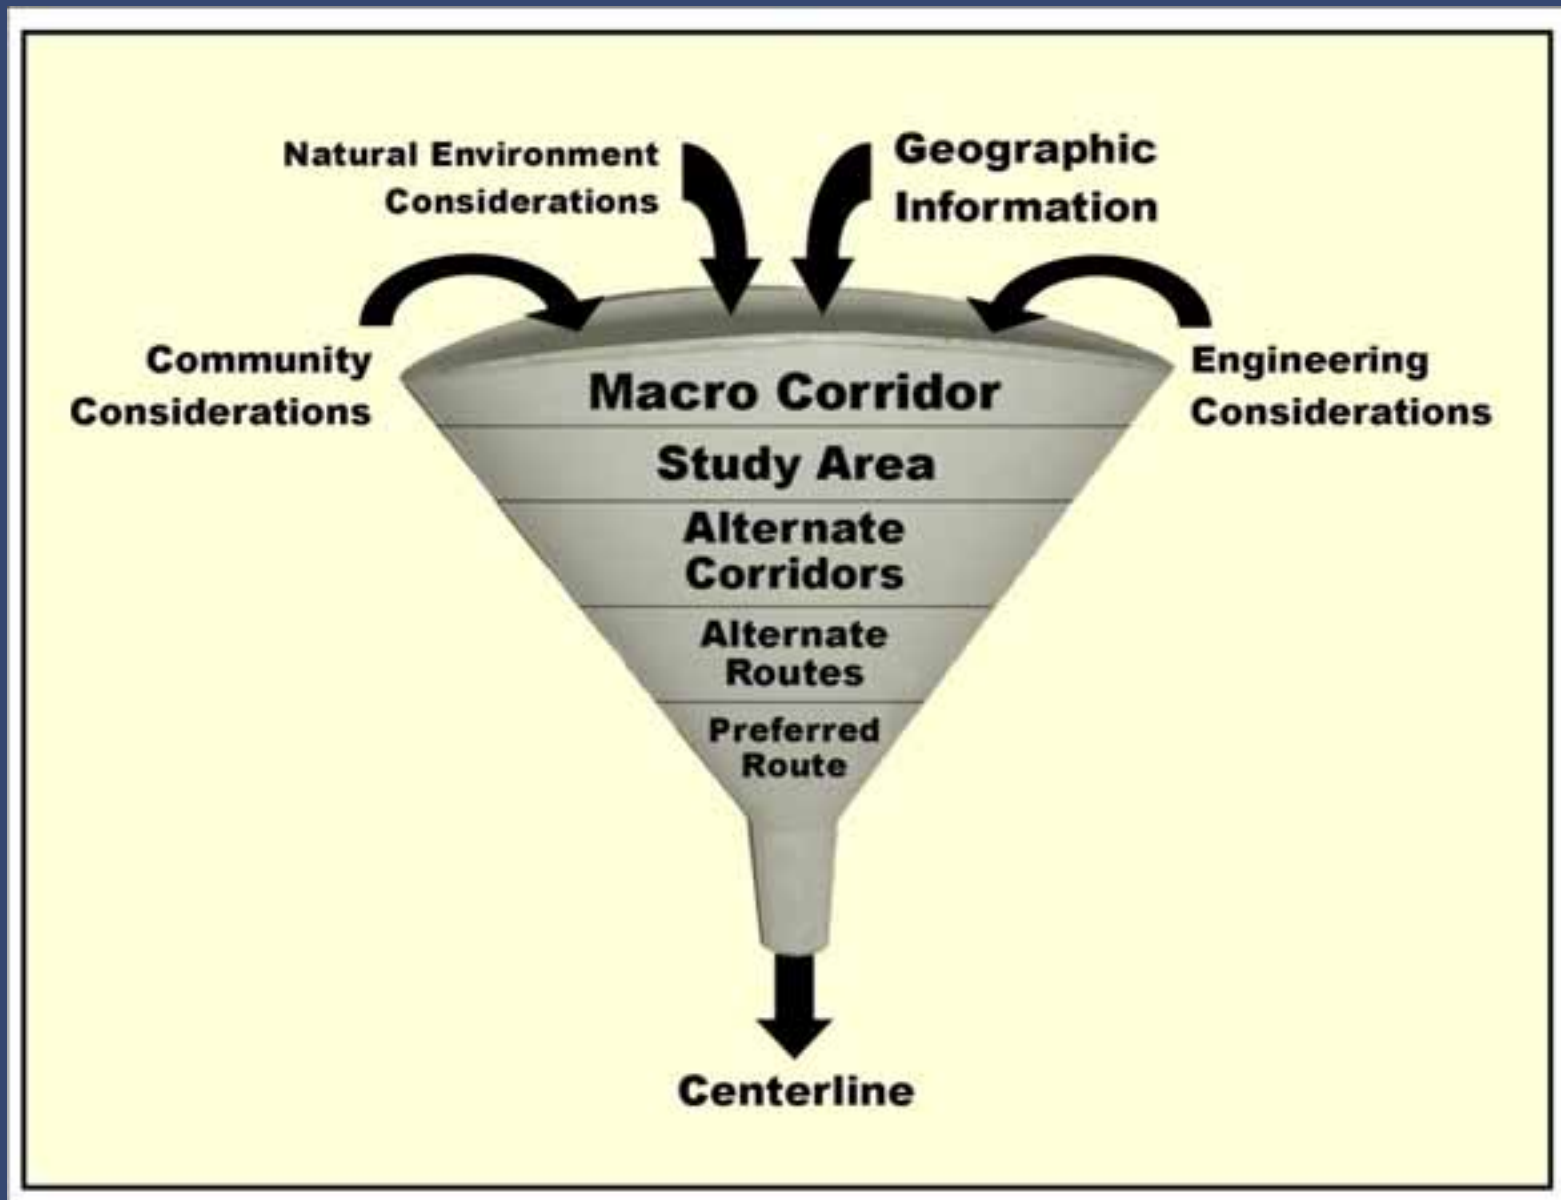 Natural Environment
Considerations
Geographic
Information
Community
Considerations
Engineering
Considerations
Macro Corridor
Study Area
Alternate
Corridors
Alternate
Routes
Preferred
Route
Centerline